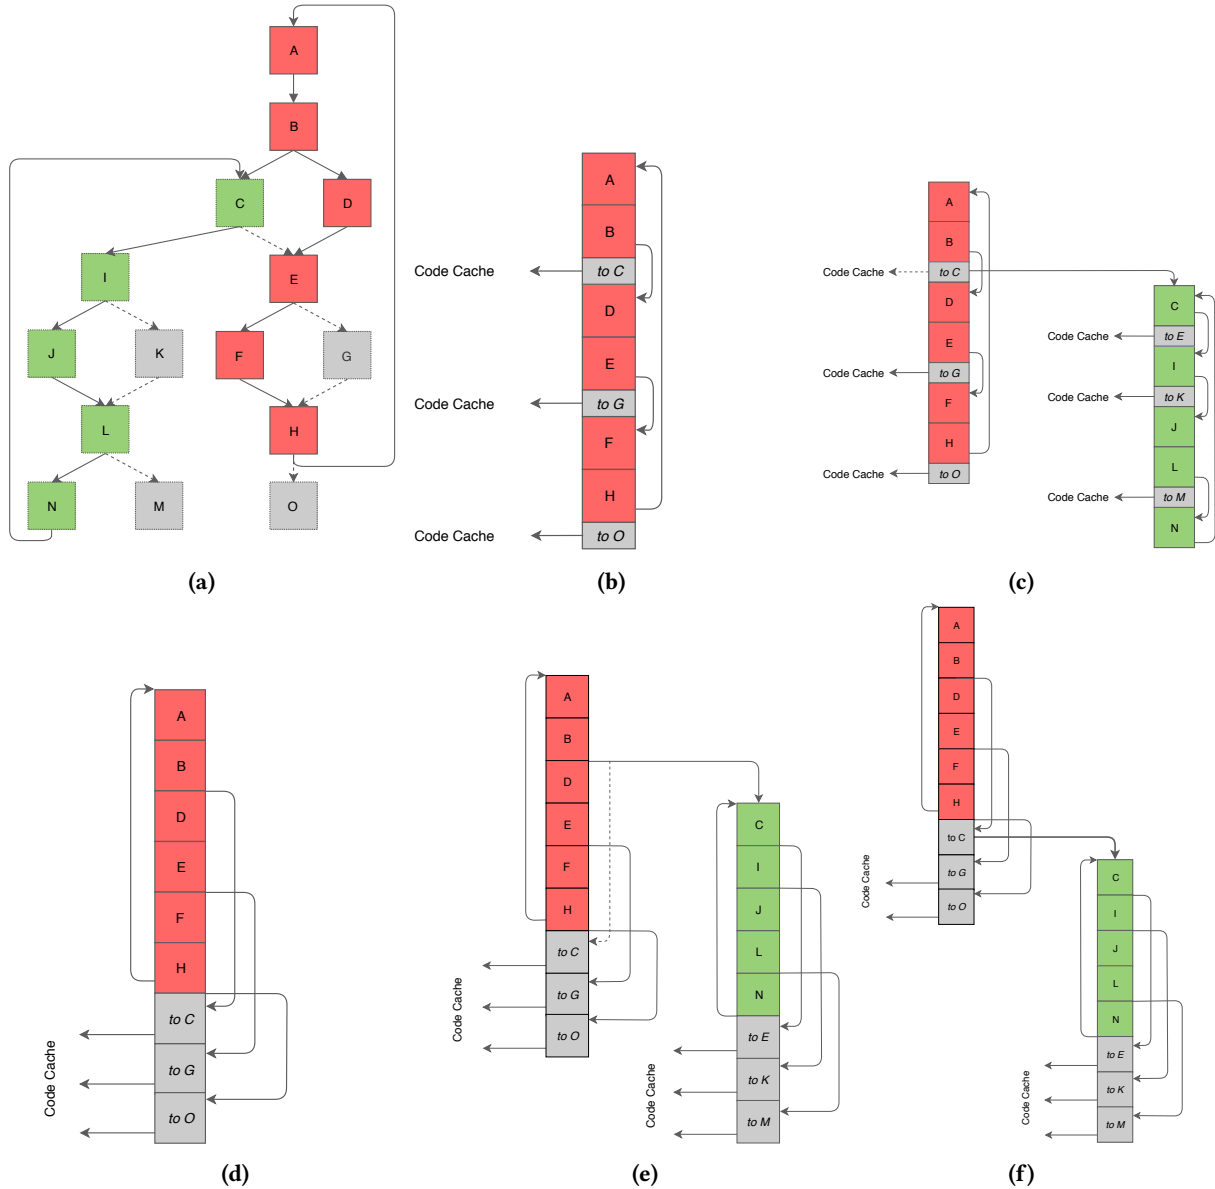 A
B
C
D
I
E
J
K
F
G
L
H
N
M
O
(a)
A
B
Code Cache
to C
D
E
Code Cache
to G
F
H
Code Cache
to O
(b)
A
B
Code Cache
to C
D
E
Code Cache
to G
F
H
Code Cache
to O
C
Code Cache
to E
I
Code Cache
to K
J
L
Code Cache
to M
N
(c)
A
B
D
E
F
H
to C
to G
to O
Code Cache
(d)
A
B
D
E
F
H
to C
to G
to O
Code Cache
C
I
J
L
N
to E
to K
to M
Code Cache
(e)
A
B
D
E
F
H
to C
to G
to O
Code Cache
C
I
J
L
N
to E
to K
to M
Code Cache
(f)